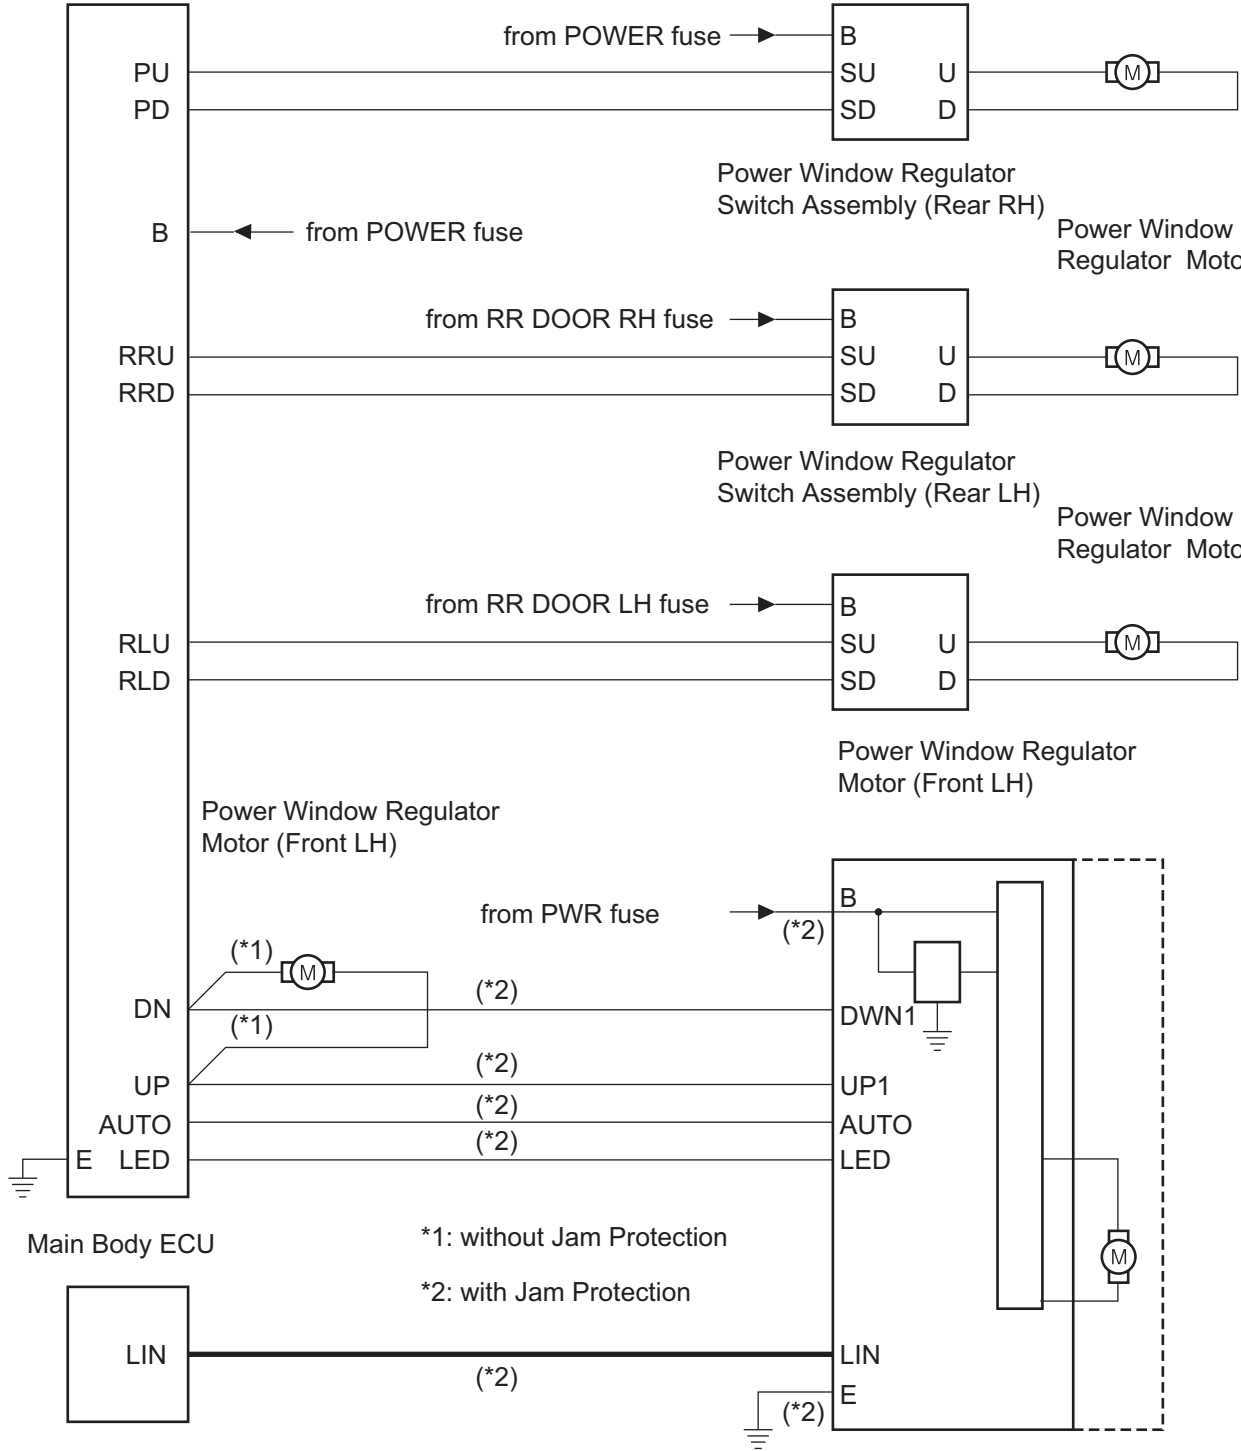 from POWER fuse
B
PU
SU
U
M
PD
SD
D
Power Window Regulator
Switch Assembly (Rear RH)
B
from POWER fuse
Power Window
Regulator Moto
from RR DOOR RH fuse
B
RRU
SU
U
M
RRD
SD
D
Power Window Regulator
Switch Assembly (Rear LH)
Power Window
Regulator Moto
from RR DOOR LH fuse
B
RLU
SU
U
M
RLD
SD
D
Power Window Regulator
Motor (Front LH)
Power Window Regulator
Motor (Front LH)
B
from PWR fuse
(*2)
(*1)
M
(*2)
DN
DWN1
(*1)
(*2)
UP
UP1
(*2)
AUTO
AUTO
(*2)
E
LED
LED
Main Body ECU
*1: without Jam Protection
M
*2: with Jam Protection
LIN
LIN
(*2)
E
(*2)